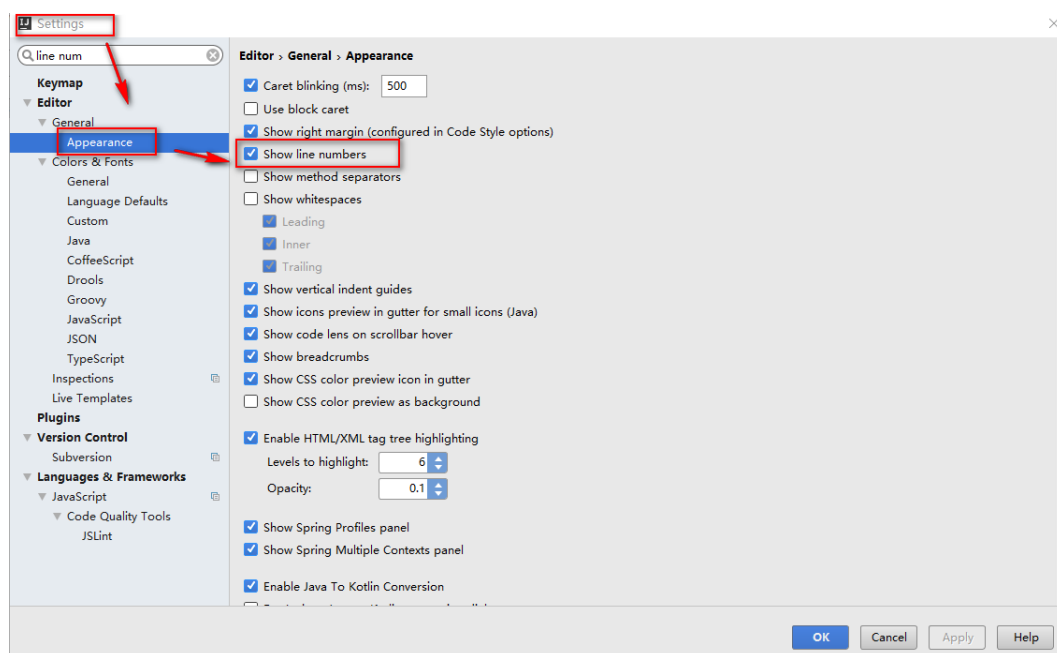 Settings
line num
Keymap
Editor
General
Appearance
Colors & Fonts
General
Language Defaults
Custom
Java
CoffeeScript
Drools
Groovy
JavaScript
JSON
TypeScript
Inspections
Live Templates
Plugins
Version Control
Subversion
Languages & Frameworks
JavaScript
Code Quality Tools
JSLint
Editor › General › Appearance
Caret blinking (ms): 500
Use block caret
Show right margin (configured in Code Style options)
Show line numbers
Show method separators
Show whitespaces
Leading
Inner
Trailing
Show vertical indent guides
Show icons preview in gutter for small icons (Java)
Show code lens on scrollbar hover
Show breadcrumbs
Show CSS color preview icon in gutter
Show CSS color preview as background
Enable HTML/XML tag tree highlighting
Levels to highlight: 6
Opacity: 0.1
Show Spring Profiles panel
Show Spring Multiple Contexts panel
Enable Java To Kotlin Conversion
OK Cancel Apply Help